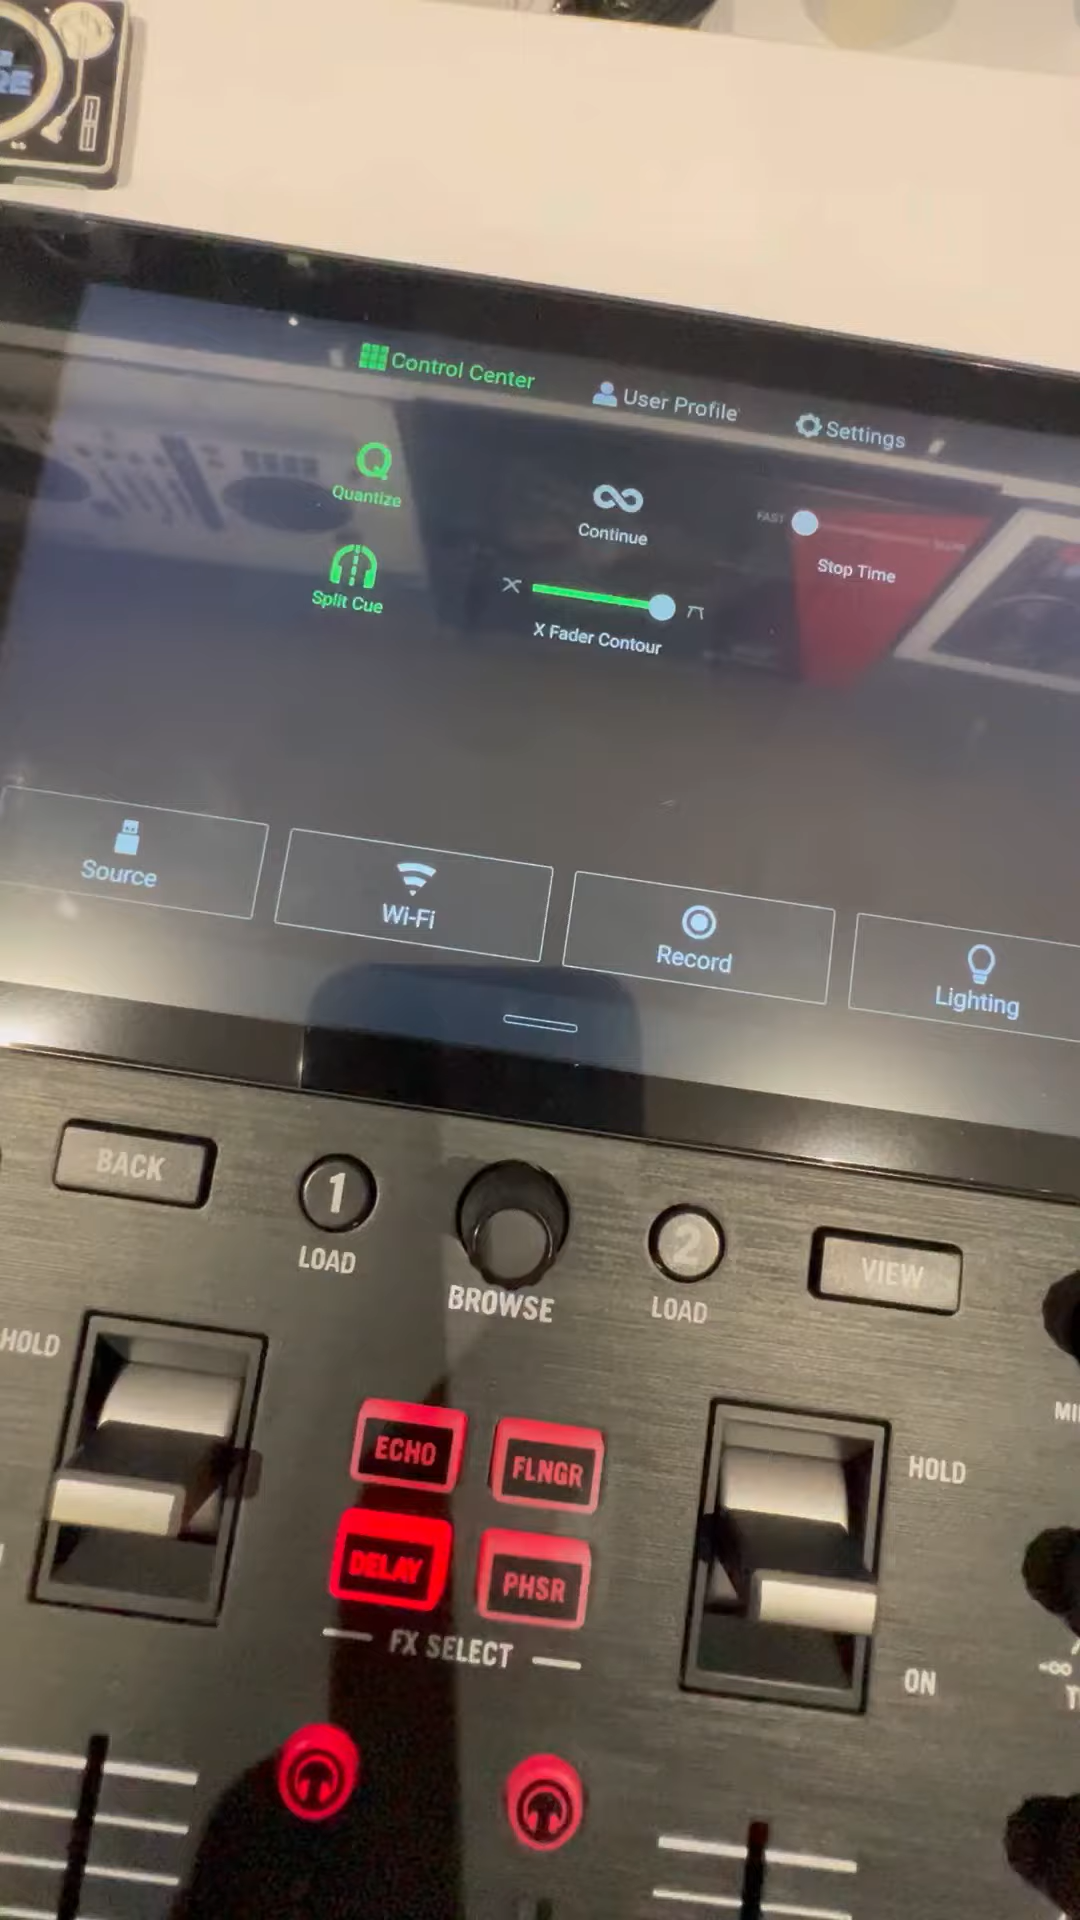 RE
Control Center
User Profile
Settings
Quantize
Continue
FAST
Stop Time
Split Cue
X Fader Contour
Source
Wi-Fi
Record
Lighting
BACK
1
LOAD
BROWSE
2
LOAD
VIEW
HOLD
ECHO
FLNGR
HOLD
DELAY
PHSR
FX SELECT
ON
-∞